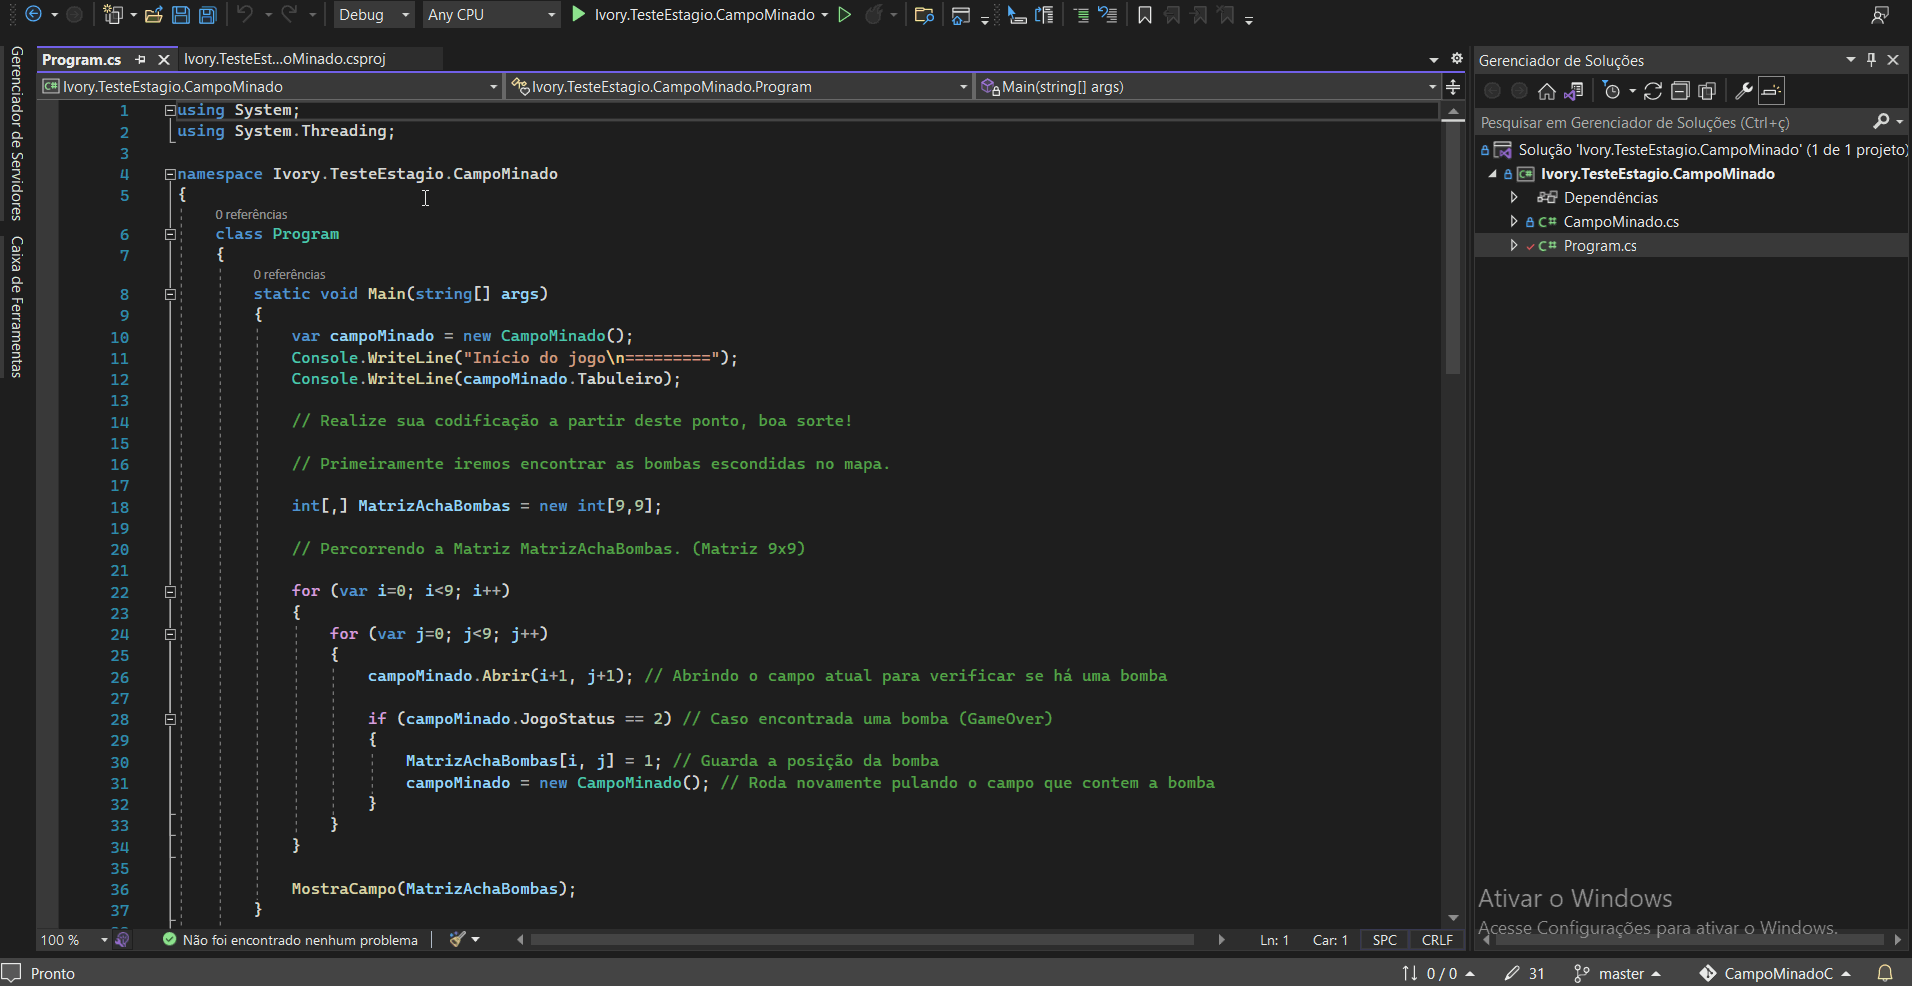 Debug
Any CPU
Ivory.TesteEstagio.CampoMinado
Gerenciador de Servidores
Caixa de Ferramentas
Program.cs
Ivory.TesteEst...oMinado.csproj
C# Ivory.TesteEstagio.CampoMinado
Ivory.TesteEstagio.CampoMinado.Program
Main(string[] args)
1 using System;
2 using System.Threading;
3
4 namespace Ivory.TesteEstagio.CampoMinado
5 {
0 referências
6 class Program
7 {
0 referências
8 static void Main(string[] args)
9 {
10 var campoMinado = new CampoMinado();
11 Console.WriteLine("Início do jogo\n=========");
12 Console.WriteLine(campoMinado.Tabuleiro);
13
14 // Realize sua codificação a partir deste ponto, boa sorte!
15
16 // Primeiramente iremos encontrar as bombas escondidas no mapa.
17
18 int[,] MatrizAchaBombas = new int[9,9];
19
20 // Percorrendo a Matriz MatrizAchaBombas. (Matriz 9x9)
21
22 for (var i=0; i<9; i++)
23 {
24 for (var j=0; j<9; j++)
25 {
26 campoMinado.Abrir(i+1, j+1); // Abrindo o campo atual para verificar se há uma bomba
27
28 if (campoMinado.JogoStatus == 2) // Caso encontrada uma bomba (GameOver)
29 {
30 MatrizAchaBombas[i, j] = 1; // Guarda a posição da bomba
31 campoMinado = new CampoMinado(); // Roda novamente pulando o campo que contem a bomba
32 }
33 }
34 }
35
36 MostraCampo(MatrizAchaBombas);
37 }
100 %
Não foi encontrado nenhum problema
Ln: 1
Car: 1
SPC
CRLF
Gerenciador de Soluções
Pesquisar em Gerenciador de Soluções (Ctrl+ç)
Solução 'Ivory.TesteEstagio.CampoMinado' (1 de 1 projeto)
C# Ivory.TesteEstagio.CampoMinado
Dependências
C# CampoMinado.cs
C# Program.cs
Ativar o Windows
Acesse Configurações para ativar o Windows.
Pronto
0 / 0
31
master
CampoMinadoC